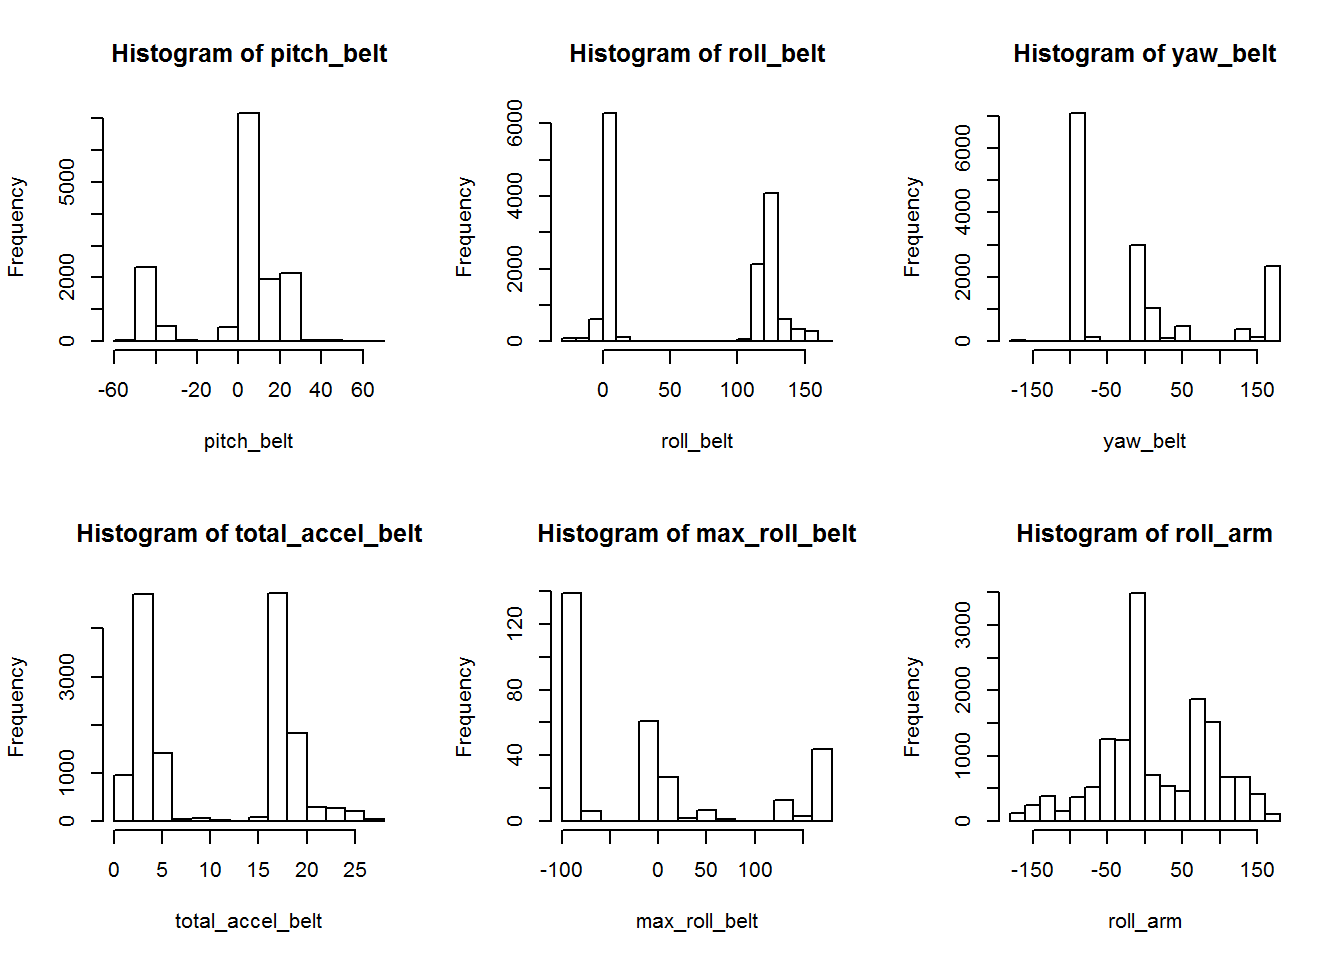 Histogram of pitch_belt
Frequency
0 2000 5000
-60 -20 0 20 40 60
pitch_belt
Histogram of roll_belt
Frequency
0 2000 4000 6000
0 50 100 150
roll_belt
Histogram of yaw_belt
Frequency
0 2000 4000 6000
-150 -50 50 150
yaw_belt
Histogram of total_accel_belt
Frequency
0 1000 3000
0 5 10 15 20 25
total_accel_belt
Histogram of max_roll_belt
Frequency
0 40 80 120
-100 0 50 100
max_roll_belt
Histogram of roll_arm
Frequency
0 1000 2000 3000
-150 -50 50 150
roll_arm